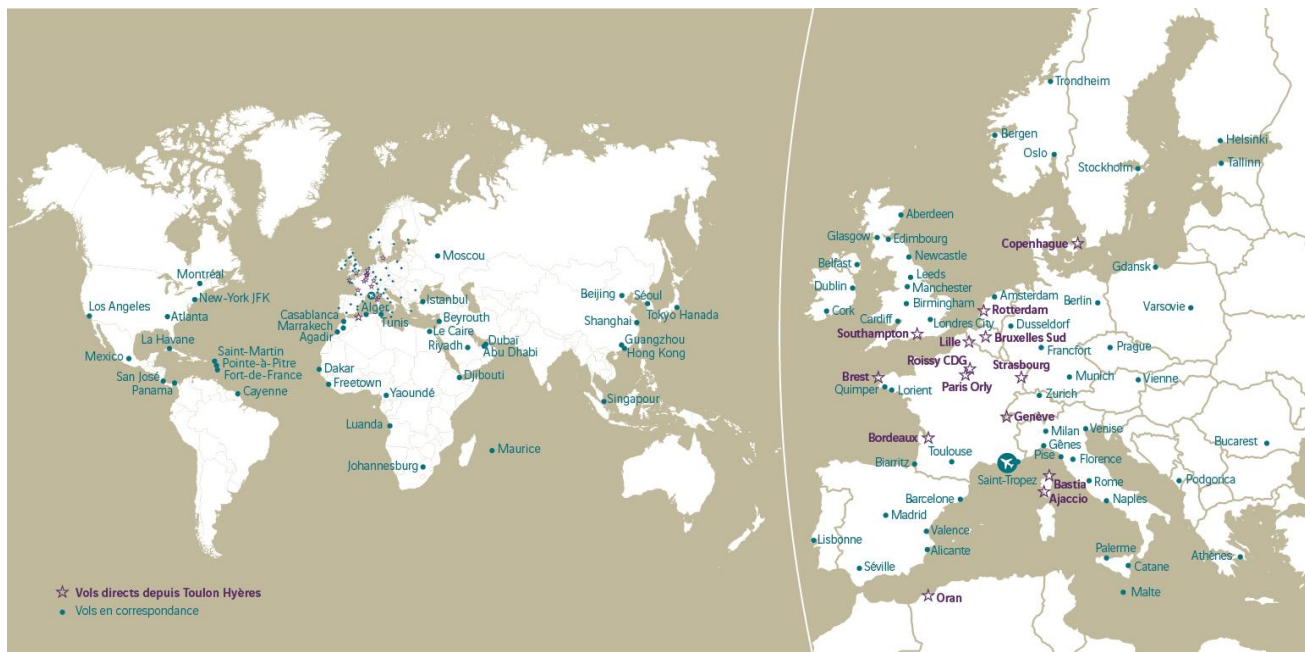 Montréal
Los Angeles
New-York JFK
Atlanta
La Havane
Mexico
Saint-Martin
Pointe-à-Pitre
Fort-de-France
San José
Panama
Cayenne
Moscou
Istanbul
Alger
Casablanca
Marrakech
Agadir
Tunis
Beyrouth
Le Caire
Riyadh
Dubaï
Abu Dhabi
Dakar
Freetown
Djibouti
Yaoundé
Luanda
Maurice
Johannesburg
Beijing
Séoul
Tokyo Hanada
Shanghai
Guangzhou
Hong Kong
Singapour
Vols directs depuis Toulon Hyères
Vols en correspondance
Trondheim
Bergen
Oslo
Helsinki
Tallinn
Stockholm
Aberdeen
Glasgow
Edimbourg
Copenhague
Newcastle
Belfast
Gdansk
Leeds
Dublin
Manchester
Amsterdam
Berlin
Birmingham
Varsovie
Cork
Rotterdam
Cardiff
Londres City
Dusseldorf
Southampton
Lille
Bruxelles Sud
Francfort
Prague
Roissy CDG
Strasbourg
Brest
Paris Orly
Munich
Vienne
Quimper
Lorient
Zurich
Genève
Milan
Venise
Bordeaux
Gênes
Bucarest
Biarritz
Toulouse
Pise
Florence
Saint-Tropez
Bastia
Rome
Podgorica
Barcelone
Ajaccio
Naples
Madrid
Valence
Lisbonne
Alicante
Palerme
Athènes
Séville
Catane
Malte
Oran